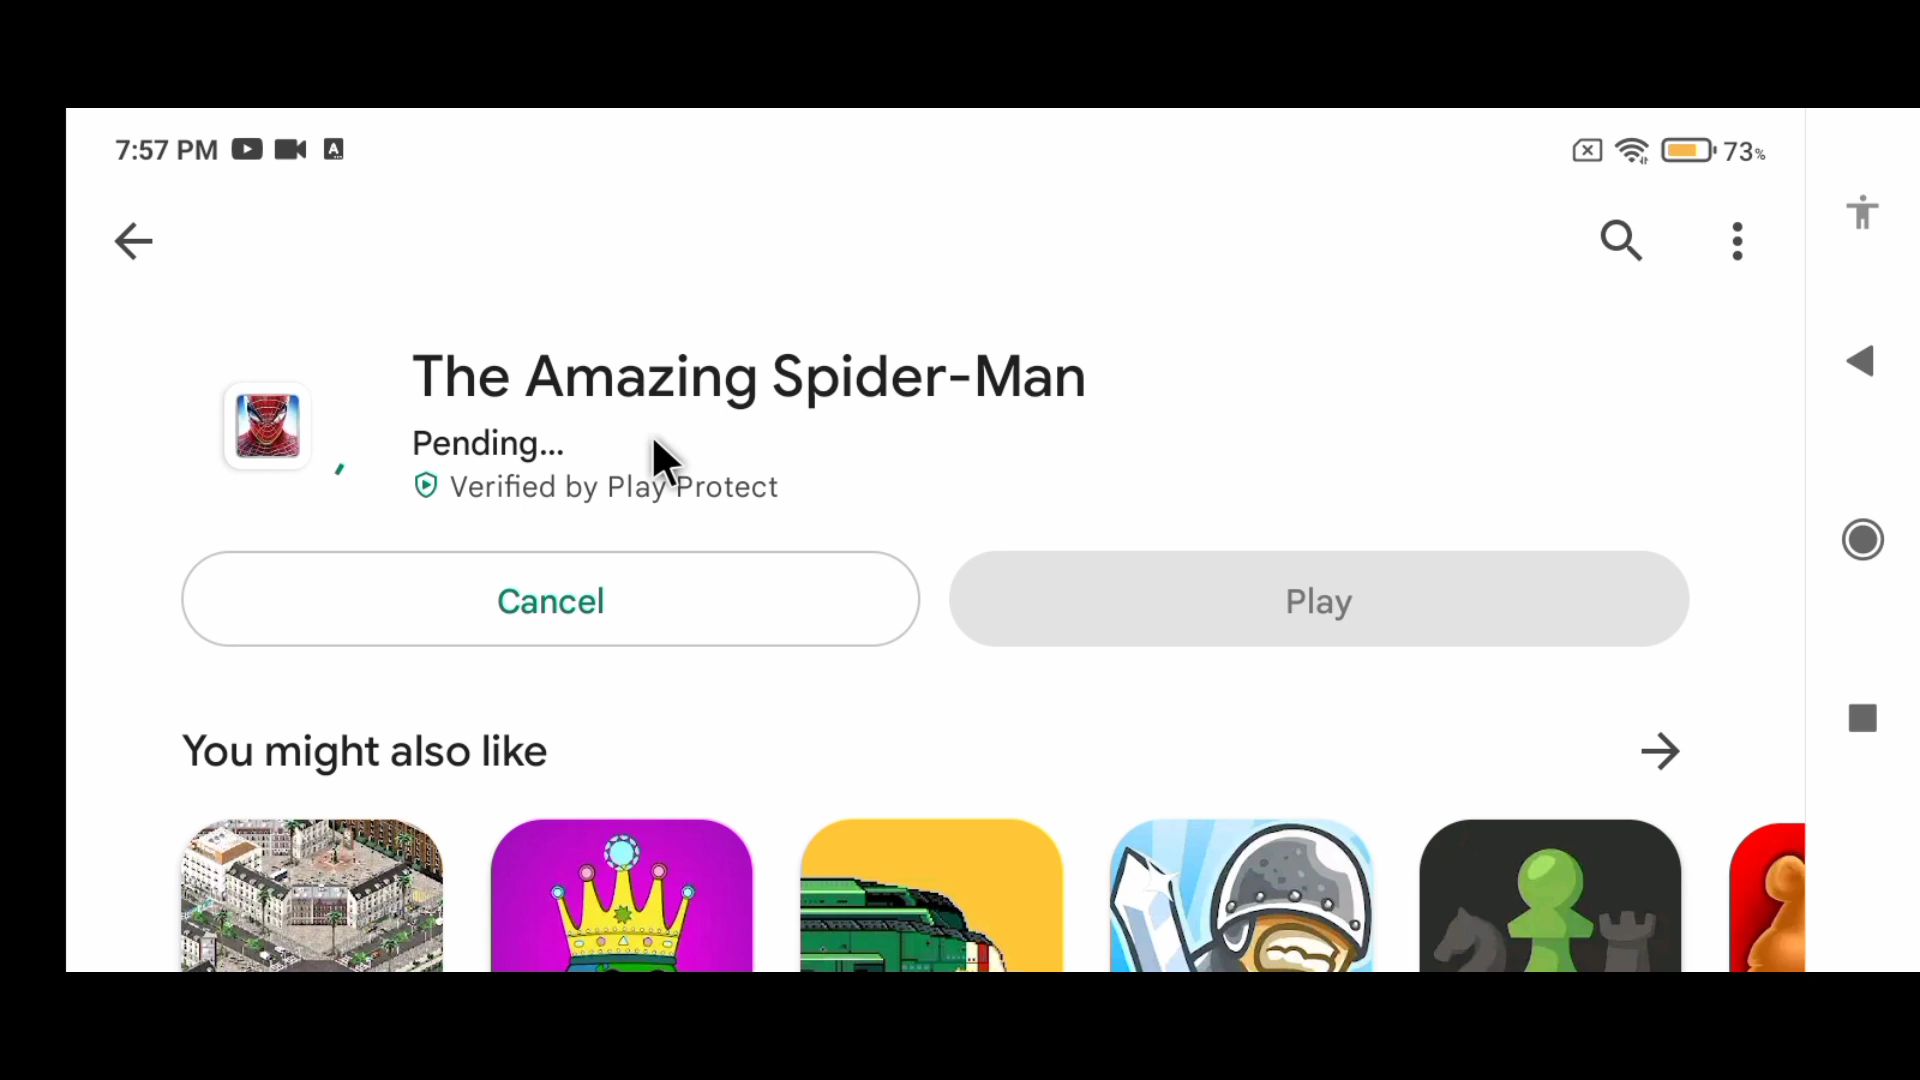 7:57 PM A 73%
The Amazing Spider-Man
Pending...
Verified by Play Protect
Cancel Play
You might also like